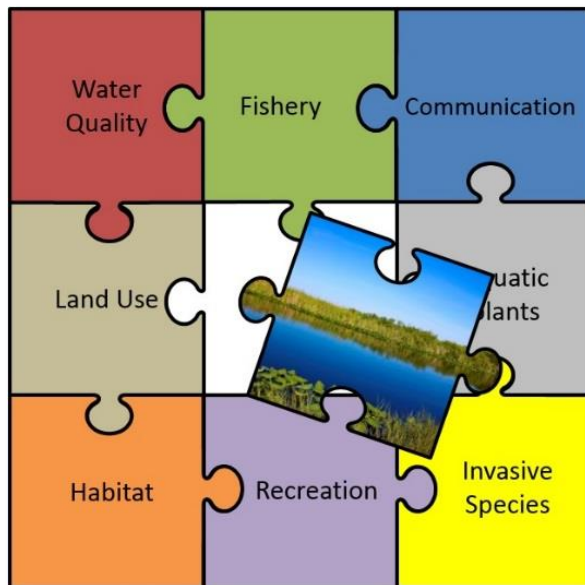 Water
Quality
Fishery
Communication
Land Use
Habitat
Recreation
Invasive
Species